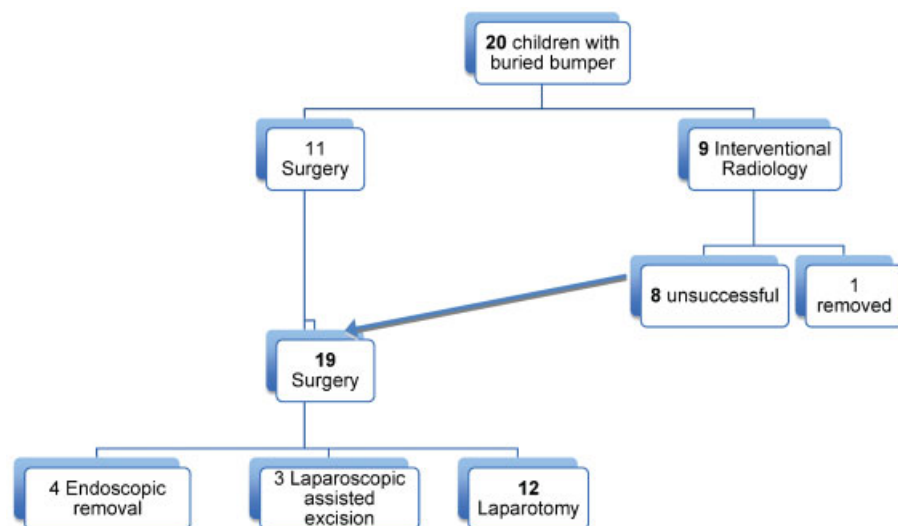 20 children with
buried bumper
11
Surgery
9 Interventional
Radiology
8 unsuccessful
1
removed
19
Surgery
4 Endoscopic
removal
3 Laparoscopic
assisted
excision
12
Laparotomy